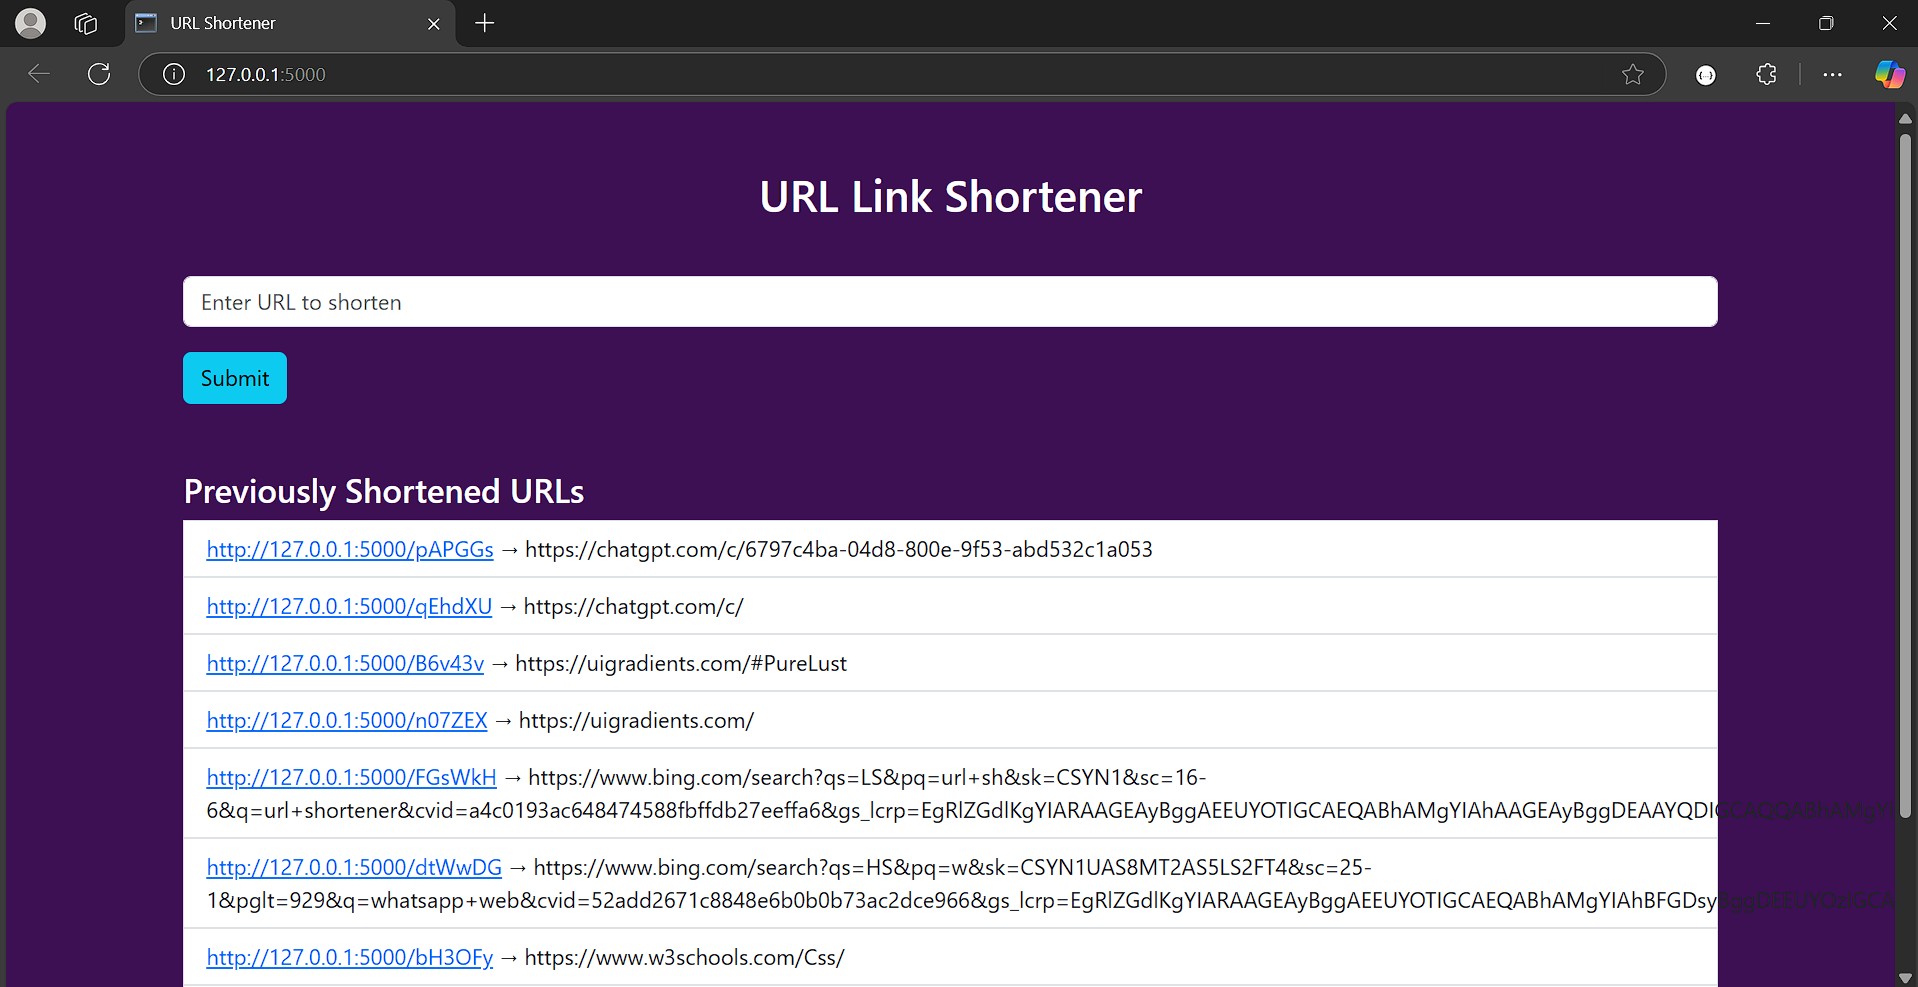 URL Shortener
127.0.0.1:5000
URL Link Shortener
Enter URL to shorten
Submit
Previously Shortened URLs
http://127.0.0.1:5000/pAPGGs → https://chatgpt.com/c/6797c4ba-04d8-800e-9f53-abd532c1a053
http://127.0.0.1:5000/qEhdXU → https://chatgpt.com/c/
http://127.0.0.1:5000/B6v43v → https://uigradients.com/#PureLust
http://127.0.0.1:5000/n07ZEX → https://uigradients.com/
http://127.0.0.1:5000/FGsWkH → https://www.bing.com/search?qs=LS&pq=url+sh&sk=CSYN1&sc=16-
6&q=url+shortener&cvid=a4c0193ac648474588fbffdb27eeffa6&gs_lcrp=EgRlZGdlKgYIARAAGEAyBggAEEUYOTIGCAEQABhAMgYIAhAAGEAyBggDEAAYQDIGCAQQABhAMgY
http://127.0.0.1:5000/dtWwDG → https://www.bing.com/search?qs=HS&pq=w&sk=CSYN1UAS8MT2AS5LS2FT4&sc=25-
1&pglt=929&q=whatsapp+web&cvid=52add2671c8848e6b0b0b73ac2dce966&gs_lcrp=EgRlZGdlKgYIARAAGEAyBggAEEUYOTIGCAEQABhAMgYIAhBFGDsy
http://127.0.0.1:5000/bH3OFy → https://www.w3schools.com/Css/